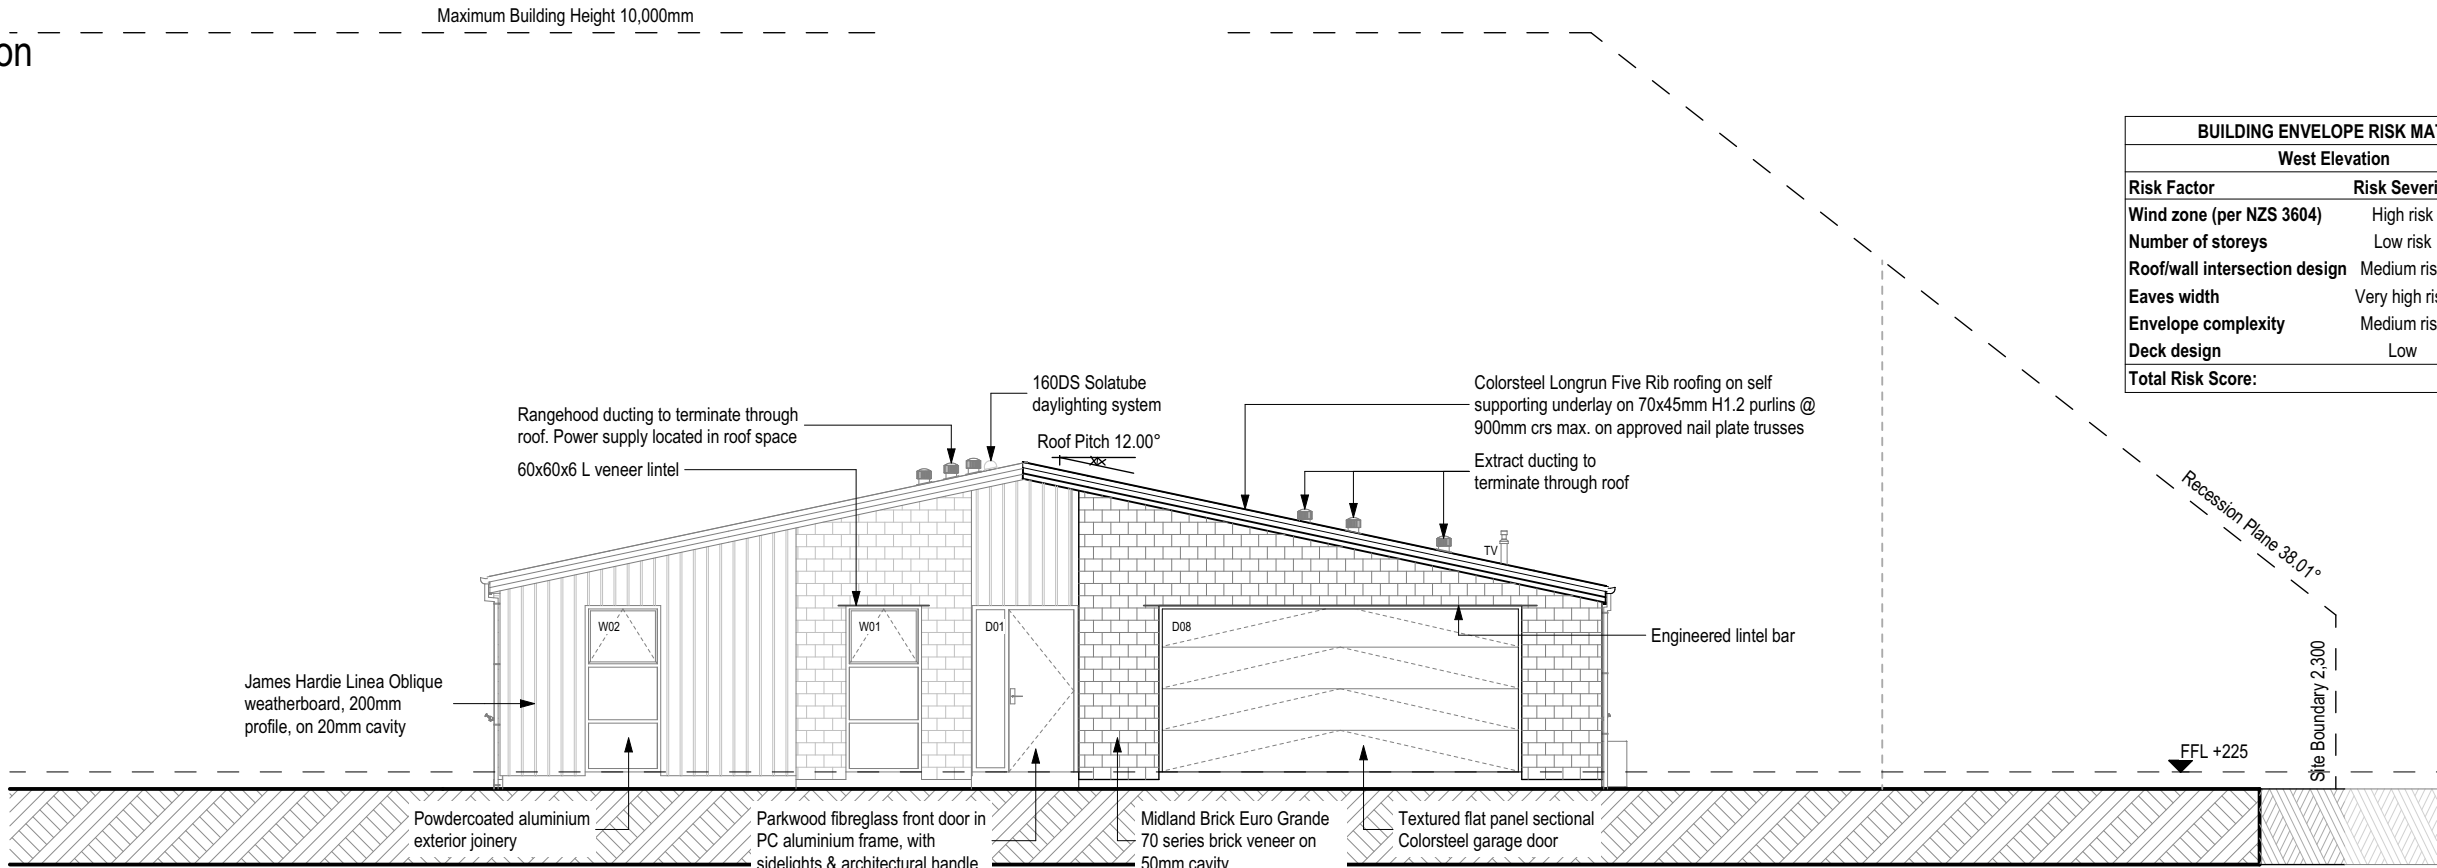 Maximum Building Height 10,000mm
on
BUILDING ENVELOPE RISK MAT
West Elevation
Risk Factor Risk Severi
Wind zone (per NZS 3604) High risk
Number of storeys Low risk
Roof/wall intersection design Medium ris
Eaves width Very high ris
Envelope complexity Medium ris
Deck design Low
Total Risk Score:
160DS Solatube
daylighting system
Rangehood ducting to terminate through
roof. Power supply located in roof space
Roof Pitch 12.00°
60x60x6 L veneer lintel
Colorsteel Longrun Five Rib roofing on self
supporting underlay on 70x45mm H1.2 purlins @
900mm crs max. on approved nail plate trusses
Extract ducting to
terminate through roof
TV
Recession Plane 38.01°
W02
W01
D01
D08
Engineered lintel bar
James Hardie Linea Oblique
weatherboard, 200mm
profile, on 20mm cavity
Site Boundary 2,300
FFL +225
Powdercoated aluminium
exterior joinery
Parkwood fibreglass front door in
PC aluminium frame, with
sidelights & architectural handle
Midland Brick Euro Grande
70 series brick veneer on
50mm cavity
Textured flat panel sectional
Colorsteel garage door